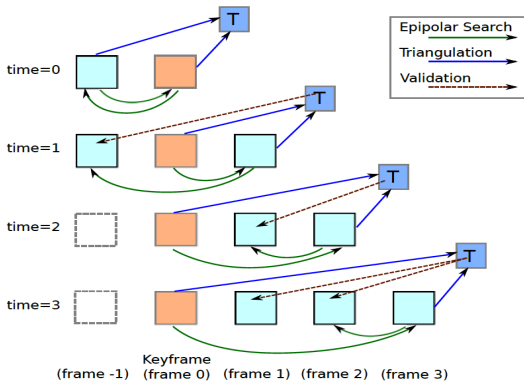 T
Epipolar Search
Triangulation
Validation
time=0
T
time=1
T
time=2
T
time=3
Keyframe
(frame -1) (frame 0) (frame 1) (frame 2) (frame 3)